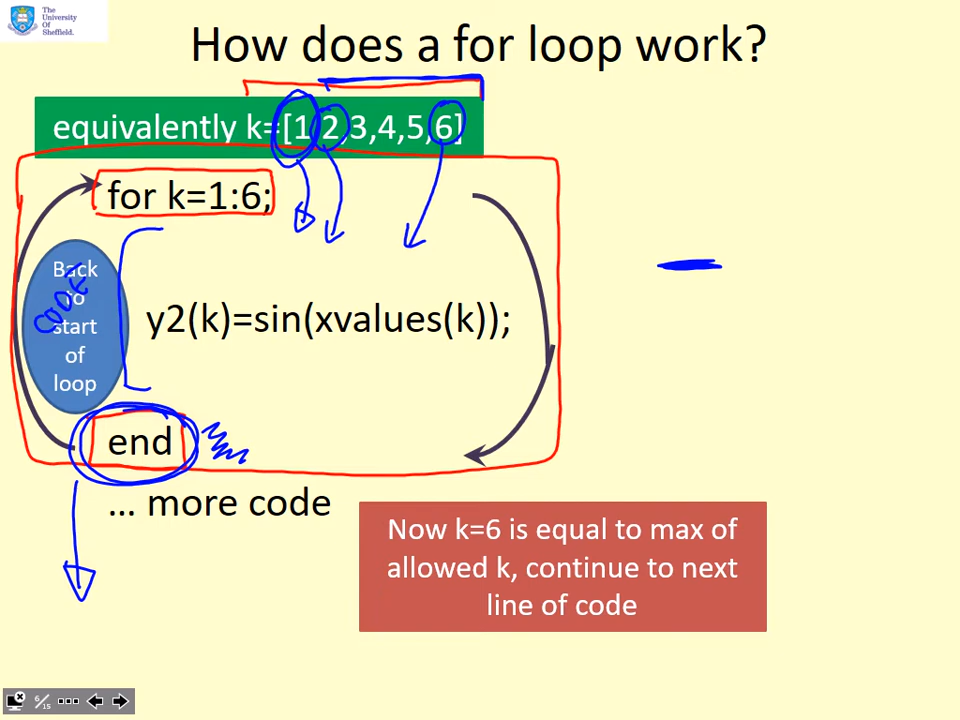 The
University
Of
Sheffield.
How does a for loop work?
equivalently k=[1,2,3,4,5,6]
for k=1:6;
Back
to
start
of
loop
CODE
y2(k)=sin(xvalues(k));
end
... more code
Now k=6 is equal to max of
allowed k, continue to next
line of code
6/15